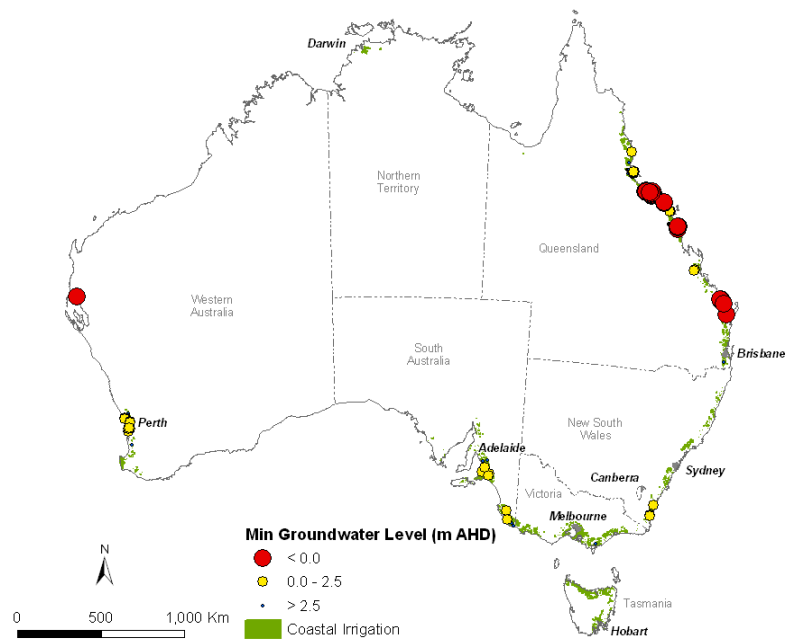 Darwin
Northern
Territory
Queensland
Western
Australia
South
Australia
Brisbane
Perth
New South
Wales
Adelaide
Sydney
Canberra
Victoria
Melbourne
Min Groundwater Level (m AHD)
N
< 0.0
0.0 - 2.5
> 2.5
Coastal Irrigation
0 500 1,000 Km
Tasmania
Hobart